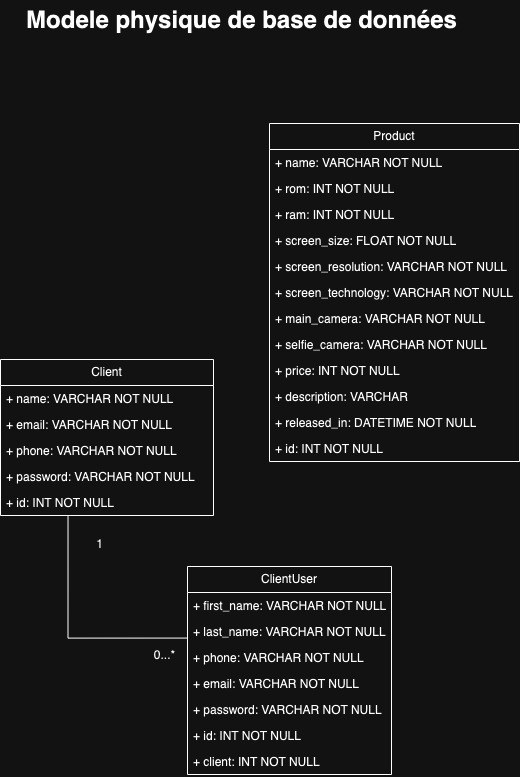 Modele physique de base de données
Product
+ name: VARCHAR NOT NULL
+ rom: INT NOT NULL
+ ram: INT NOT NULL
+ screen_size: FLOAT NOT NULL
+ screen_resolution: VARCHAR NOT NULL
+ screen_technology: VARCHAR NOT NULL
+ main_camera: VARCHAR NOT NULL
+ selfie_camera: VARCHAR NOT NULL
+ price: INT NOT NULL
+ description: VARCHAR
+ released_in: DATETIME NOT NULL
+ id: INT NOT NULL
Client
+ name: VARCHAR NOT NULL
+ email: VARCHAR NOT NULL
+ phone: VARCHAR NOT NULL
+ password: VARCHAR NOT NULL
+ id: INT NOT NULL
1
0...*
ClientUser
+ first_name: VARCHAR NOT NULL
+ last_name: VARCHAR NOT NULL
+ phone: VARCHAR NOT NULL
+ email: VARCHAR NOT NULL
+ password: VARCHAR NOT NULL
+ id: INT NOT NULL
+ client: INT NOT NULL